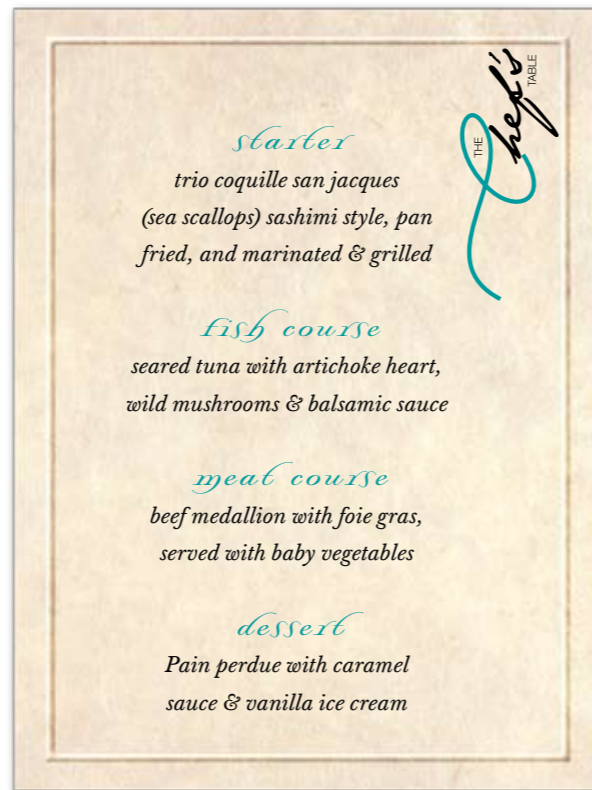 THE
Chef's
TABLE
starter
trio coquille san jacques
(sea scallops) sashimi style, pan
fried, and marinated & grilled
fish course
seared tuna with artichoke heart,
wild mushrooms & balsamic sauce
meat course
beef medallion with foie gras,
served with baby vegetables
dessert
Pain perdue with caramel
sauce & vanilla ice cream